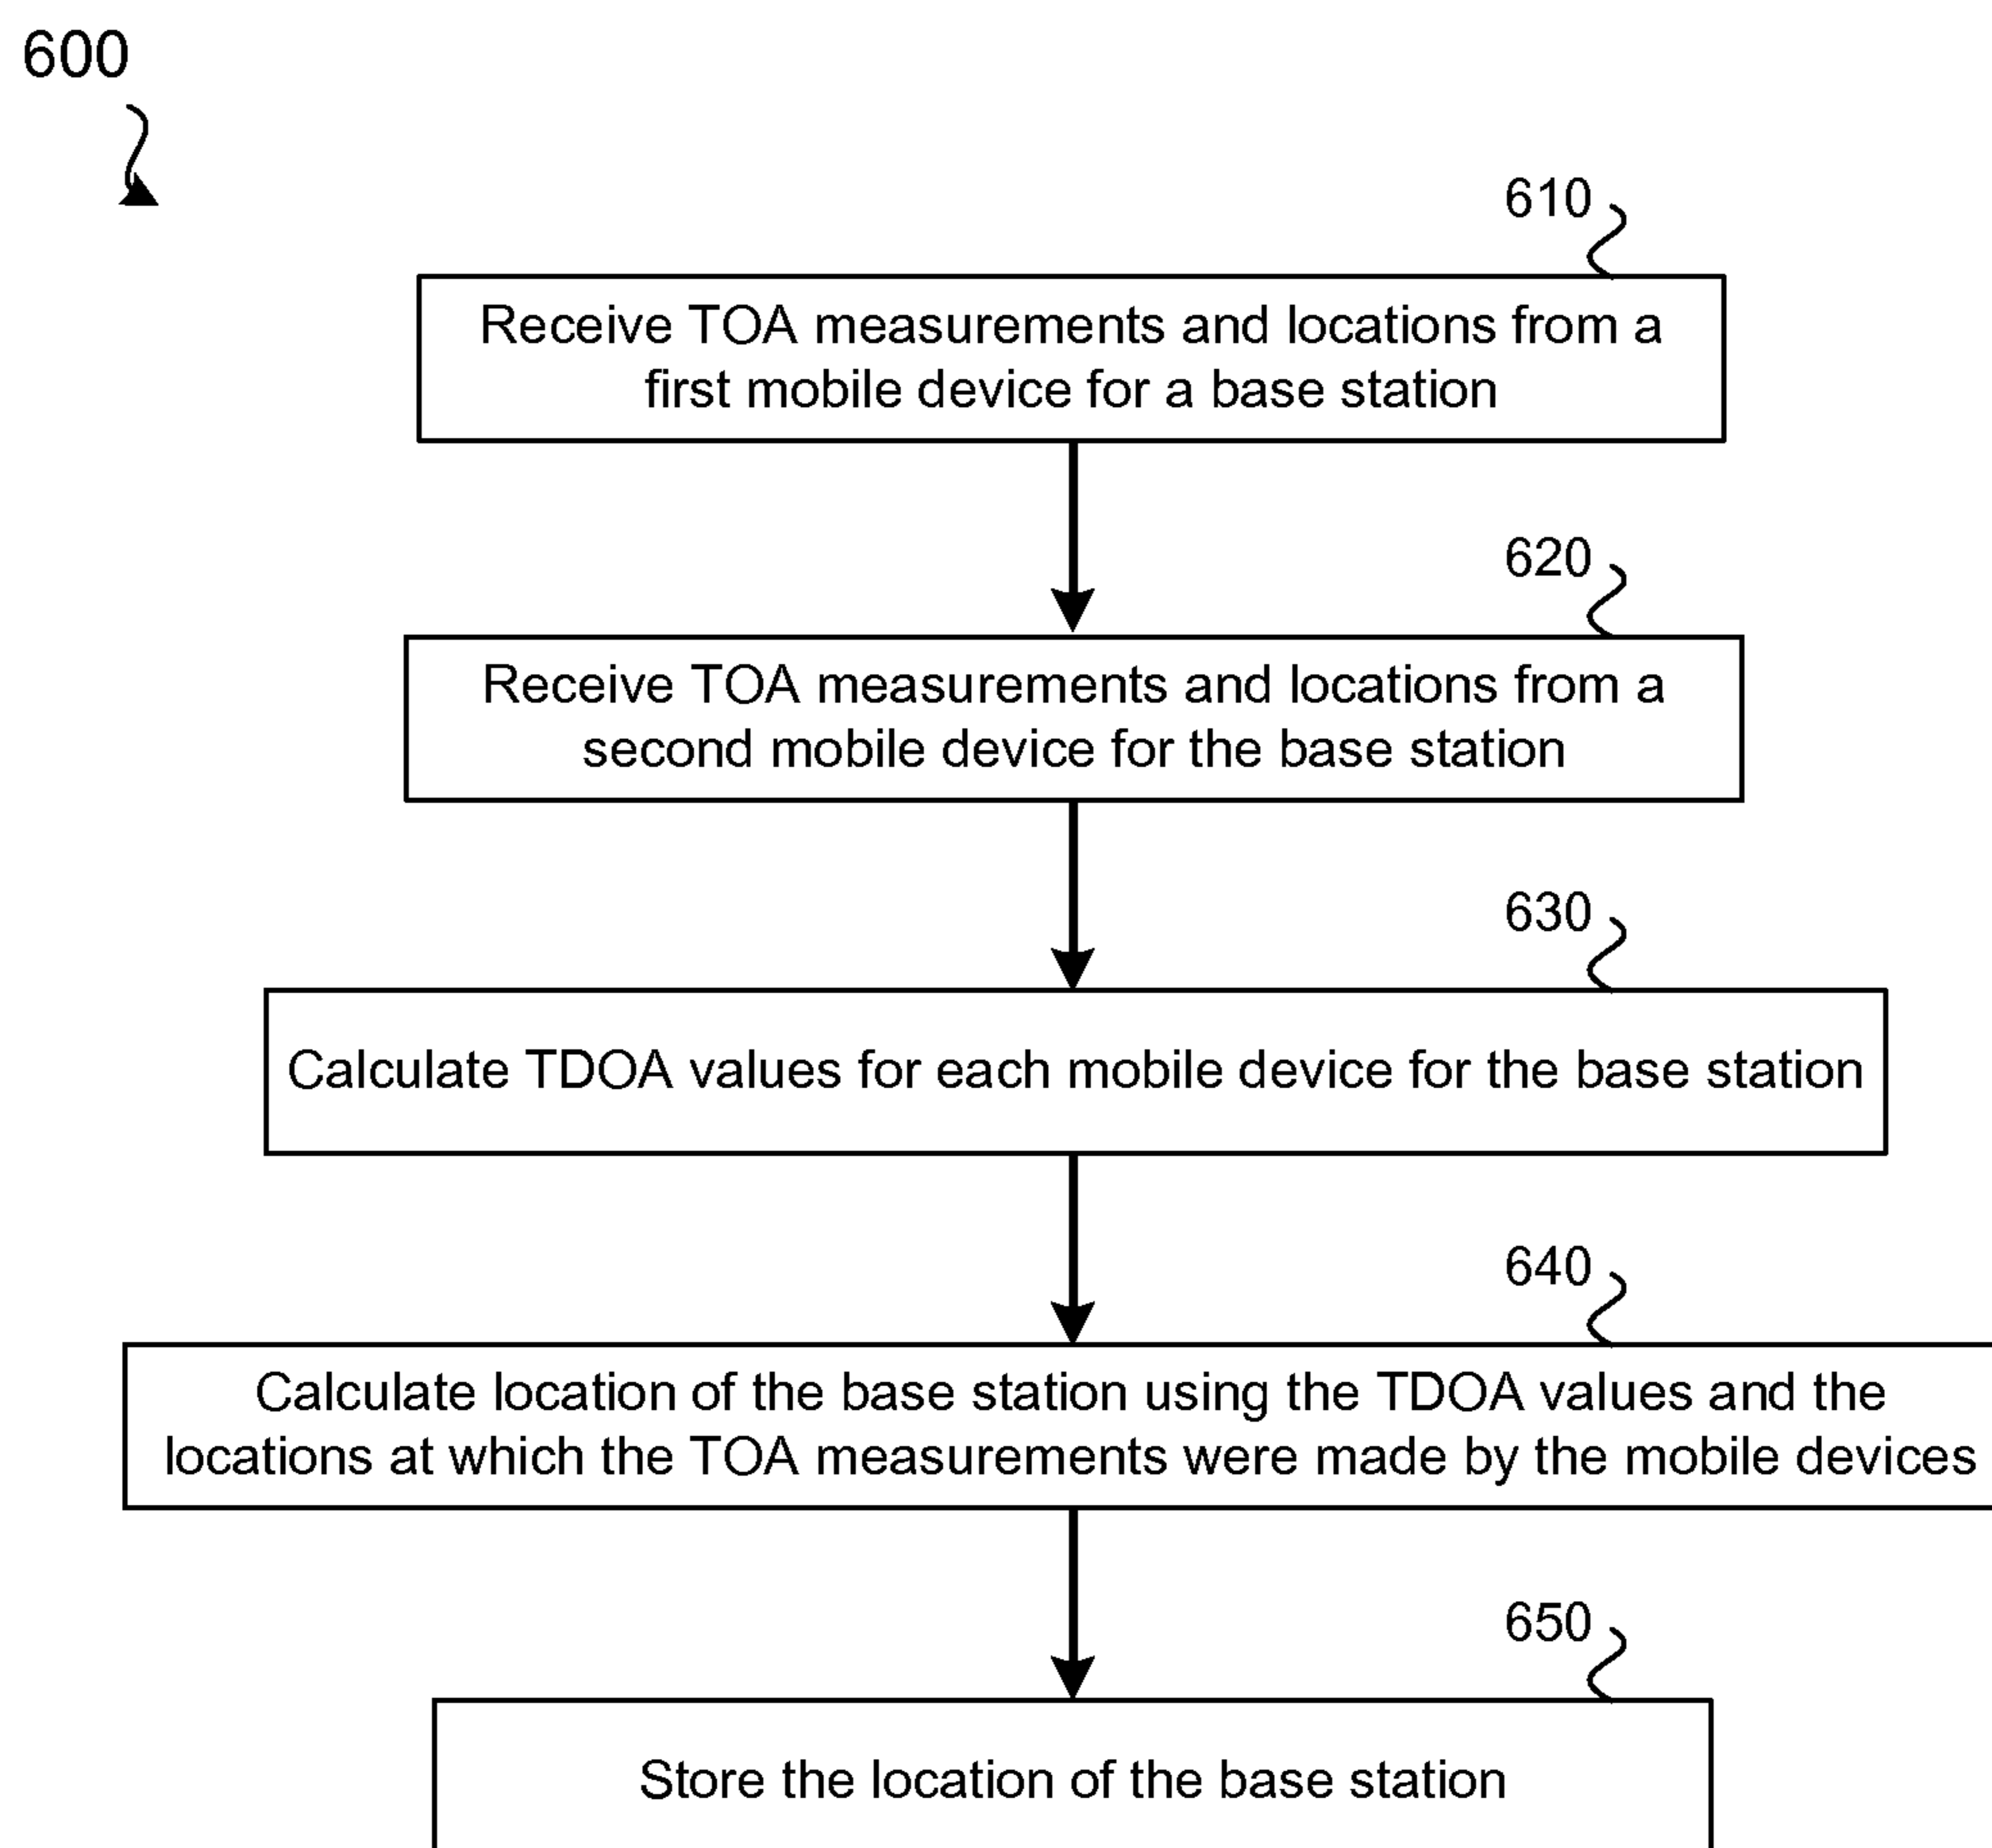 600
610
Receive TOA measurements and locations from a
first mobile device for a base station
620
Receive TOA measurements and locations from a
second mobile device for the base station
630
Calculate TDOA values for each mobile device for the base station
640
Calculate location of the base station using the TDOA values and the
locations at which the TOA measurements were made by the mobile devices
650
Store the location of the base station